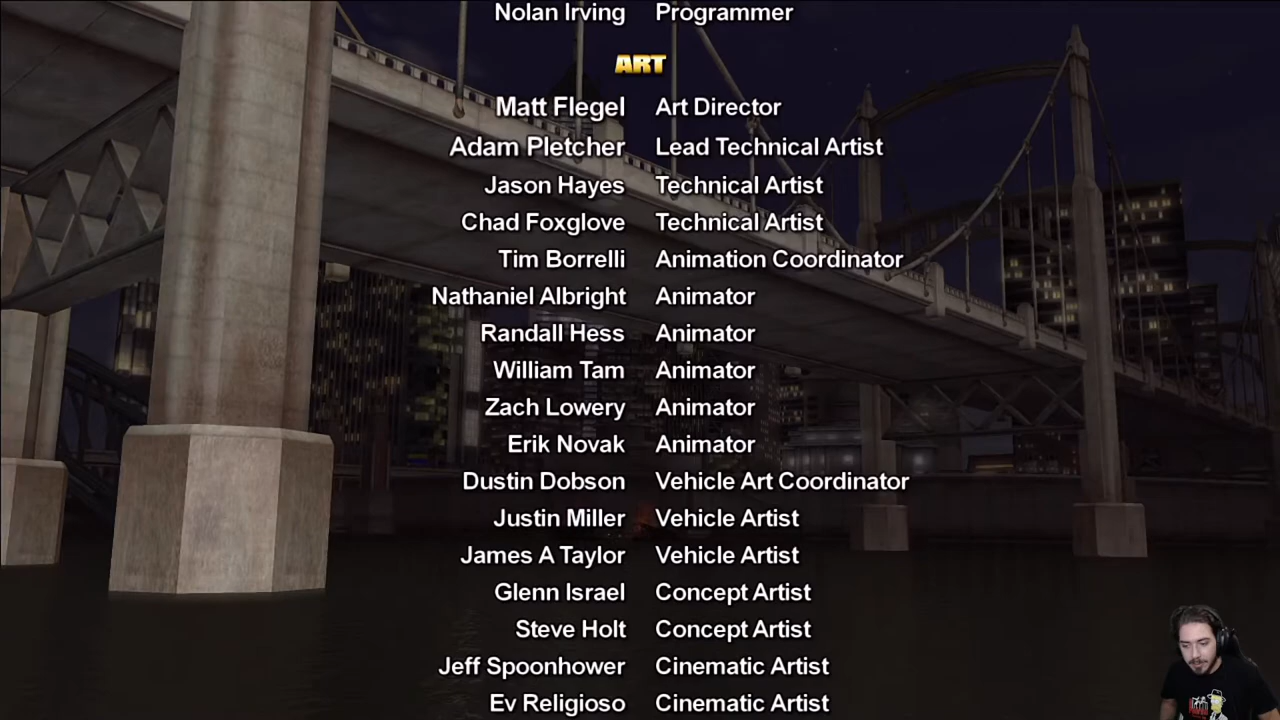 Nolan Irving Programmer
ART
Matt Flegel Art Director
Adam Pletcher Lead Technical Artist
Jason Hayes Technical Artist
Chad Foxglove Technical Artist
Tim Borrelli Animation Coordinator
Nathaniel Albright Animator
Randall Hess Animator
William Tam Animator
Zach Lowery Animator
Erik Novak Animator
Dustin Dobson Vehicle Art Coordinator
Justin Miller Vehicle Artist
James A Taylor Vehicle Artist
Glenn Israel Concept Artist
Steve Holt Concept Artist
Jeff Spoonhower Cinematic Artist
Ev Religioso Cinematic Artist